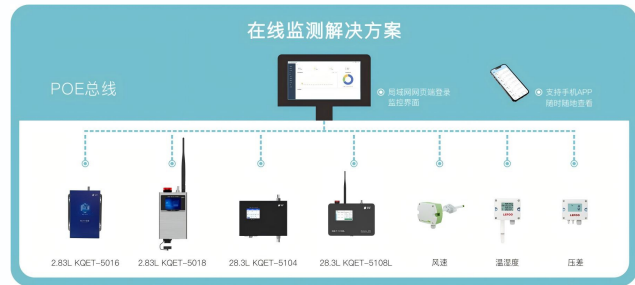 在线监测解决方案
POE总线
局域网网页端登录
监控界面
支持手机APP
随时随地查看
2.83L KQET-5016
2.83L KQET-5018
28.3L KQET-5104
28.3L KQET-5108L
风速
温湿度
压差